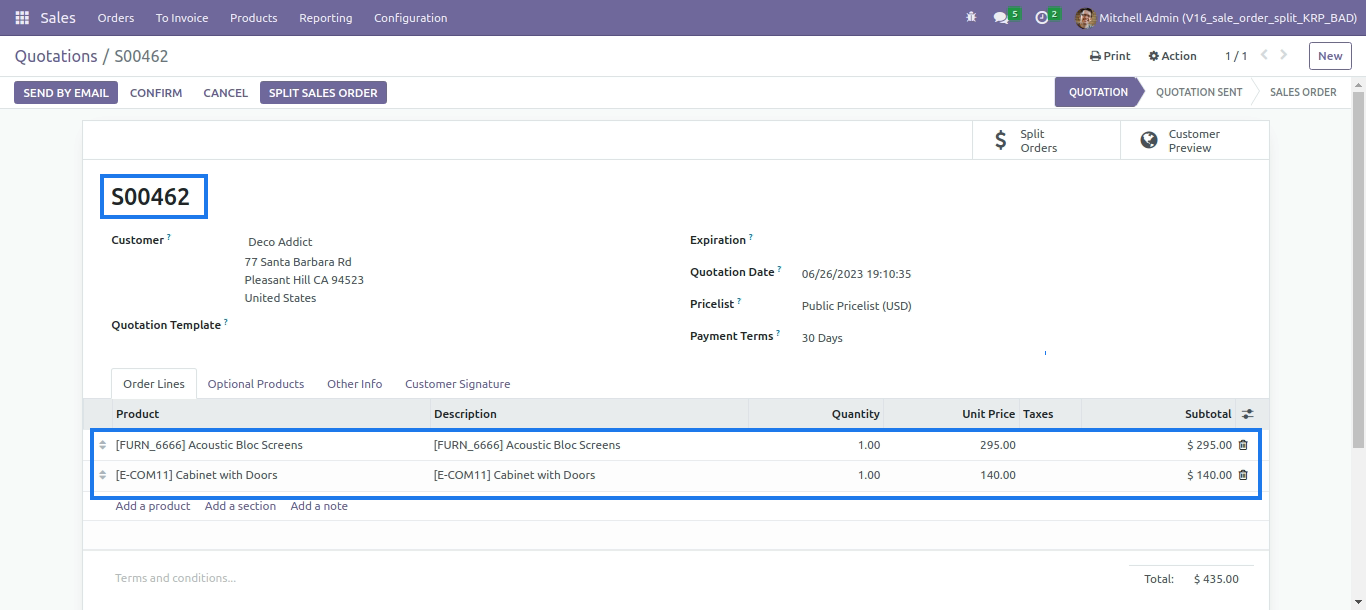 Sales Orders To Invoice Products Reporting Configuration 5 2 Mitchell Admin (V16_sale_order_split_KRP_BAD)
Quotations / S00462 Print Action 1 / 1 New
SEND BY EMAIL CONFIRM CANCEL SPLIT SALES ORDER QUOTATION QUOTATION SENT SALES ORDER
$ Split Orders Customer Preview
S00462
Customer ? Deco Addict Expiration ?
77 Santa Barbara Rd
Quotation Date ? 06/26/2023 19:10:35
Pleasant Hill CA 94523
United States
Pricelist ? Public Pricelist (USD)
Quotation Template ?
Payment Terms ? 30 Days
Order Lines Optional Products Other Info Customer Signature
Product Description Quantity Unit Price Taxes Subtotal
[FURN_6666] Acoustic Bloc Screens [FURN_6666] Acoustic Bloc Screens 1.00 295.00 $ 295.00
[E-COM11] Cabinet with Doors [E-COM11] Cabinet with Doors 1.00 140.00 $ 140.00
Add a product Add a section Add a note
Terms and conditions... Total: $ 435.00